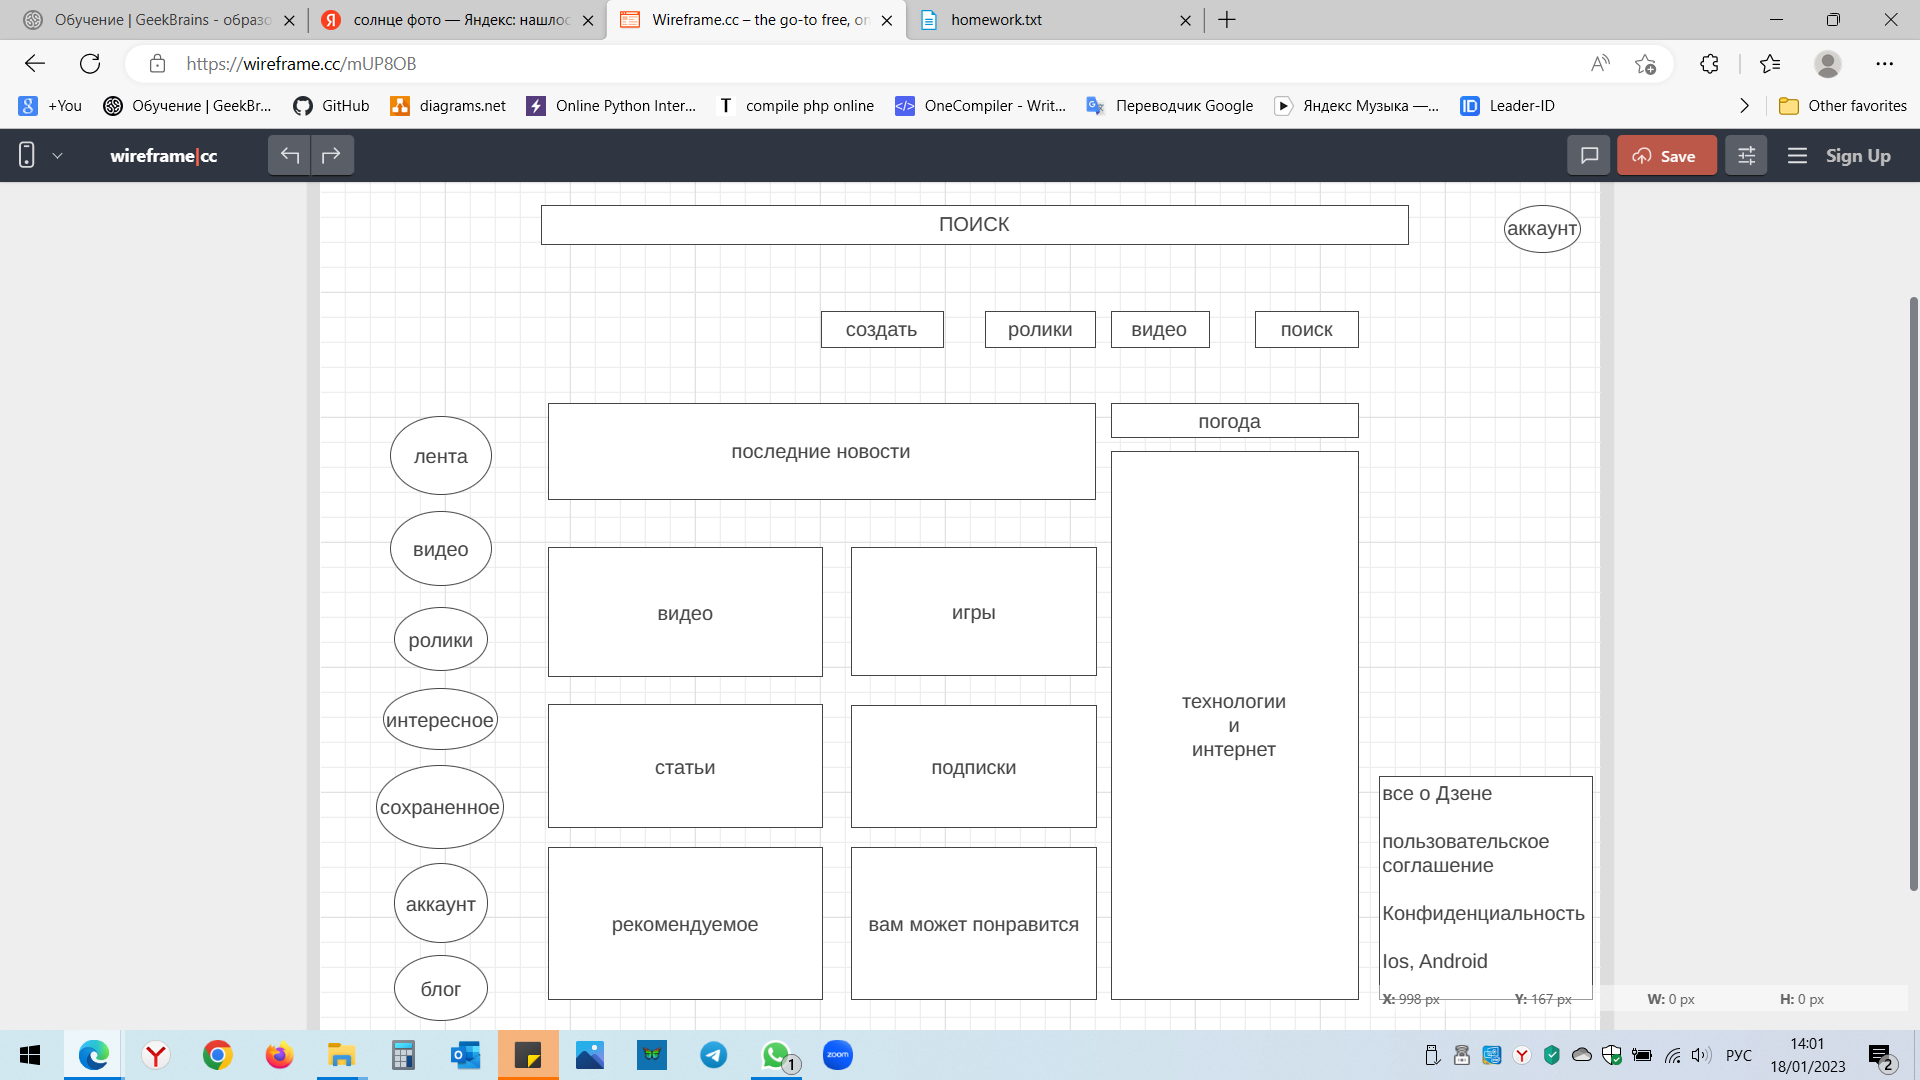 Обучение | GeekBrains - образо
солнце фото — Яндекс: нашлос
Wireframe.cc – the go-to free, on
homework.txt
https://wireframe.cc/mUP8OB
+You
Обучение | GeekBr...
GitHub
diagrams.net
Online Python Inter...
compile php online
OneCompiler - Writ...
Переводчик Google
Яндекс Музыка —...
Leader-ID
Other favorites
wireframe|cc
Save
Sign Up
ПОИСК
аккаунт
создать
ролики
видео
поиск
последние новости
погода
лента
видео
ролики
интересное
сохраненное
аккаунт
блог
видео
игры
статьи
подписки
рекомендуемое
вам может понравится
технологии
и
интернет
все о Дзене
пользовательское
соглашение
Конфиденциальность
Ios, Android
X: 998 px
Y: 167 px
W: 0 px
H: 0 px
zoom
1
РУС
14:01
18/01/2023
2